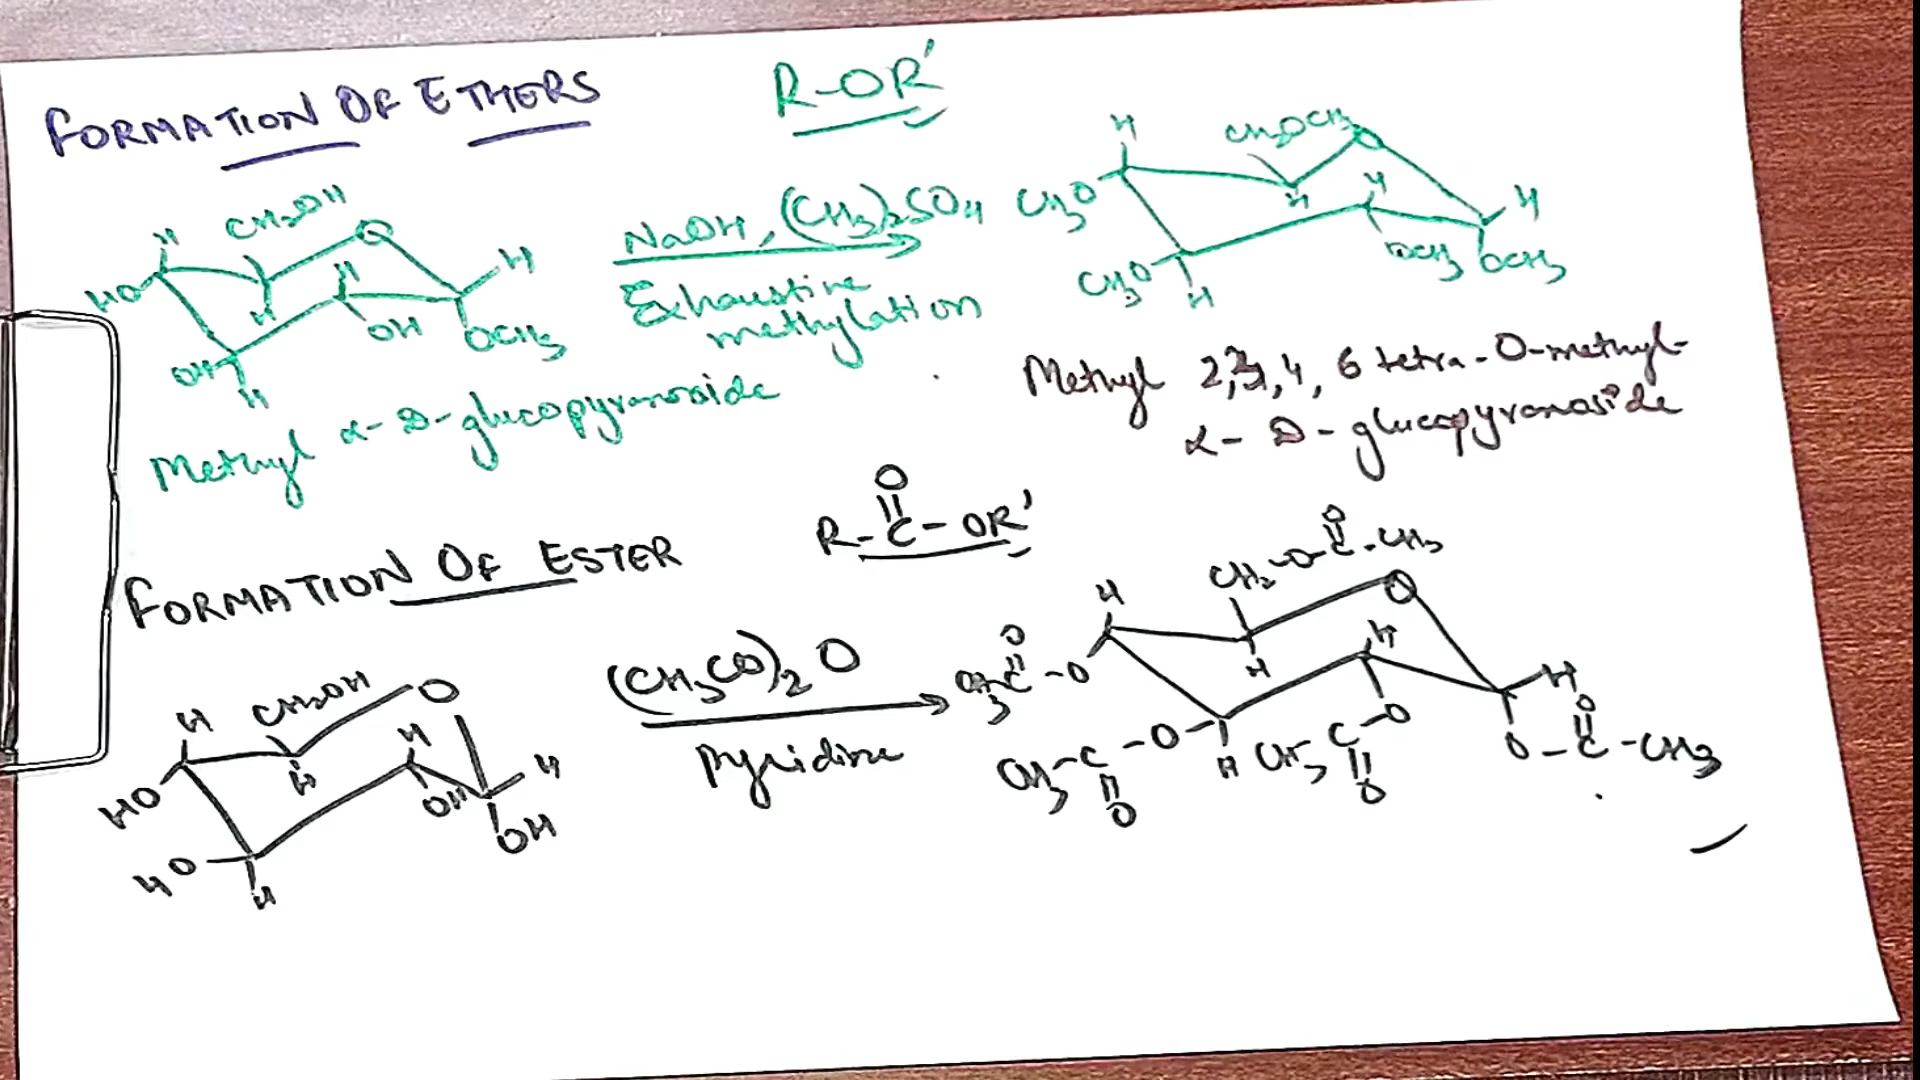 FORMATION OF ETHERS
R-OR'
H
CH₂OH
O
H
HO
H
H
OH
OCH₃
OH
H
NaOH, (CH₃)₂SO₄
Exhaustive
methylation
H
CH₂OCH₃
O
CH₃O
H
H
H
OCH₃
OCH₃
CH₃O
H
Methyl α-D-glucopyranoside
Methyl 2,3,4, 6 tetra-O-methyl-
α-D-glucopyranoside
FORMATION OF ESTER
O
R-C-OR'
H
CH₂OH
O
H
H
H
HO
OH
OH
HO
H
(CH₃CO)₂O
Pyridine
O
CH₂-O-C-CH₃
H
O
H
O
CH₃-C-O
H
H
O
CH₃-C-O
H
CH₃ C-O
O-C-CH₃
O
O